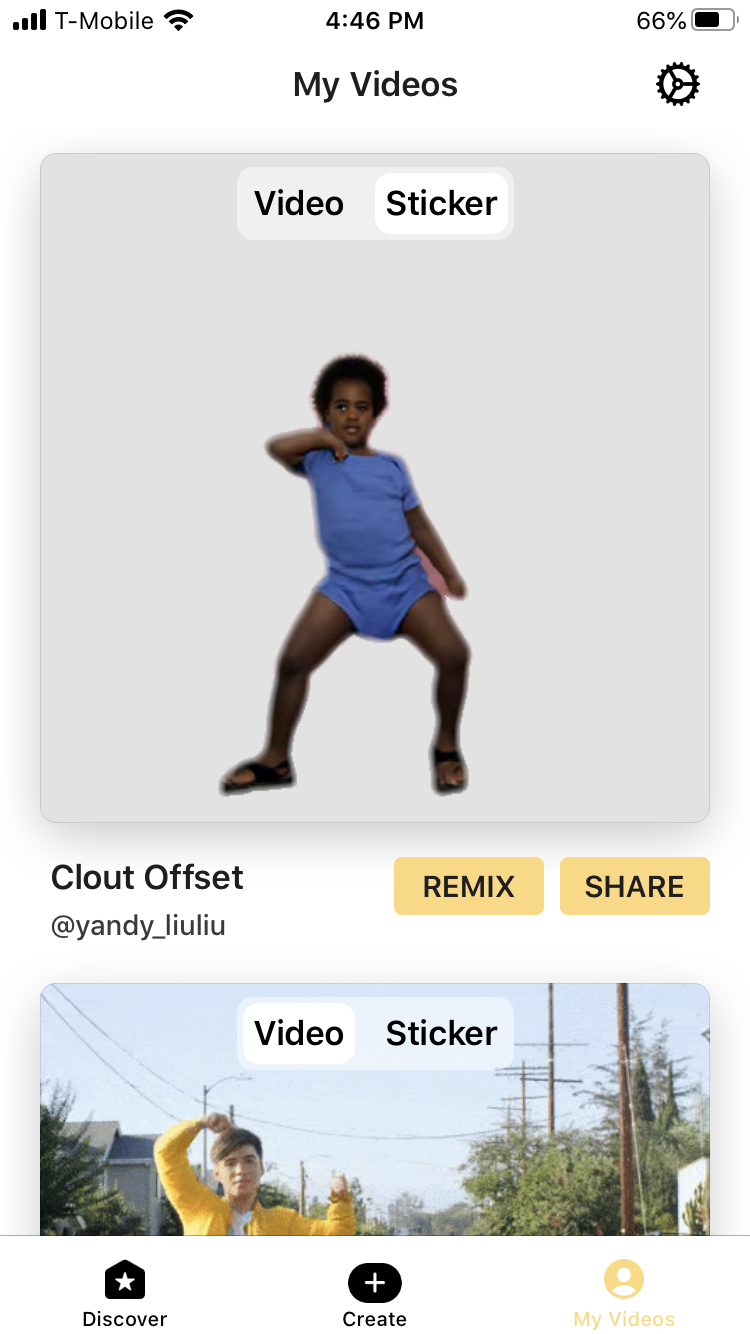 T-Mobile 4:46 PM 66%
My Videos
Video Sticker
Clout Offset
REMIX SHARE
@yandy_liuliu
Video Sticker
Discover Create My Videos